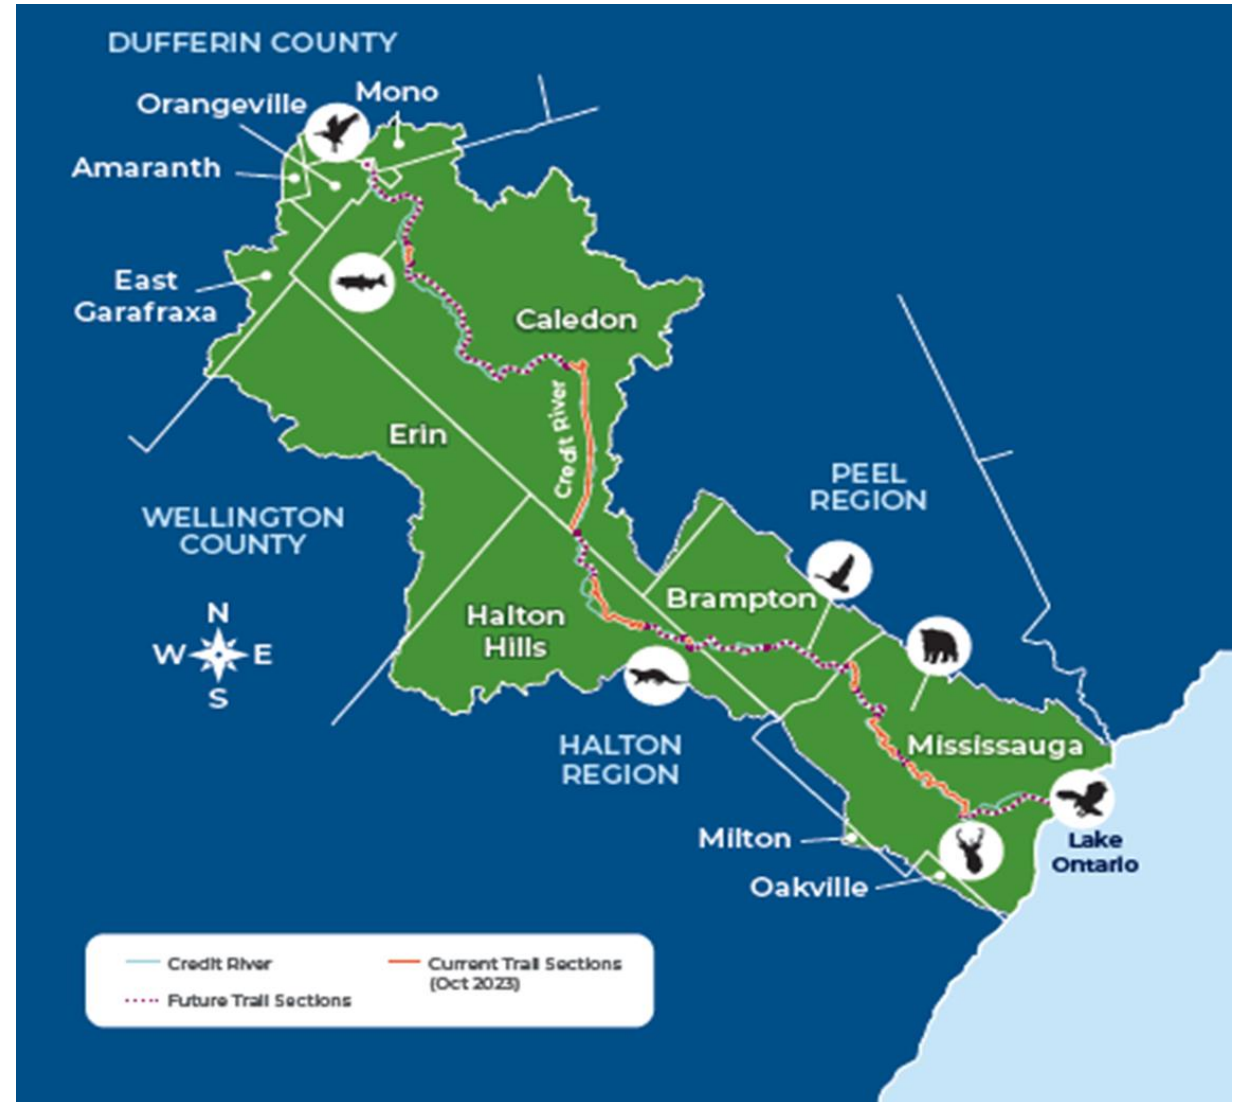 DUFFERIN COUNTY
Mono
Orangeville
Amaranth
East
Garafraxa
Caledon
Credit River
Erin
PEEL
REGION
WELLINGTON
COUNTY
Brampton
Halton
Hills
N
W E
S
HALTON
REGION
Mississauga
Milton
Lake
Ontario
Oakville
Credit River
Current Trail Sections
(Oct 2023)
Future Trail Sections